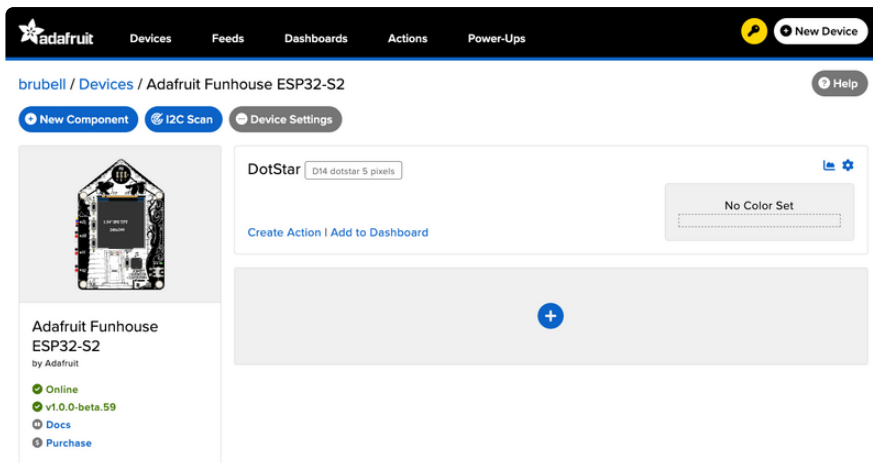 adafruit Devices Feeds Dashboards Actions Power-Ups New Device
brubell / Devices / Adafruit Funhouse ESP32-S2 Help
New Component I2C Scan Device Settings
DotStar D14 dotstar 5 pixels
No Color Set
Create Action | Add to Dashboard
Adafruit Funhouse
ESP32-S2
by Adafruit
Online
v1.0.0-beta.59
Docs
Purchase